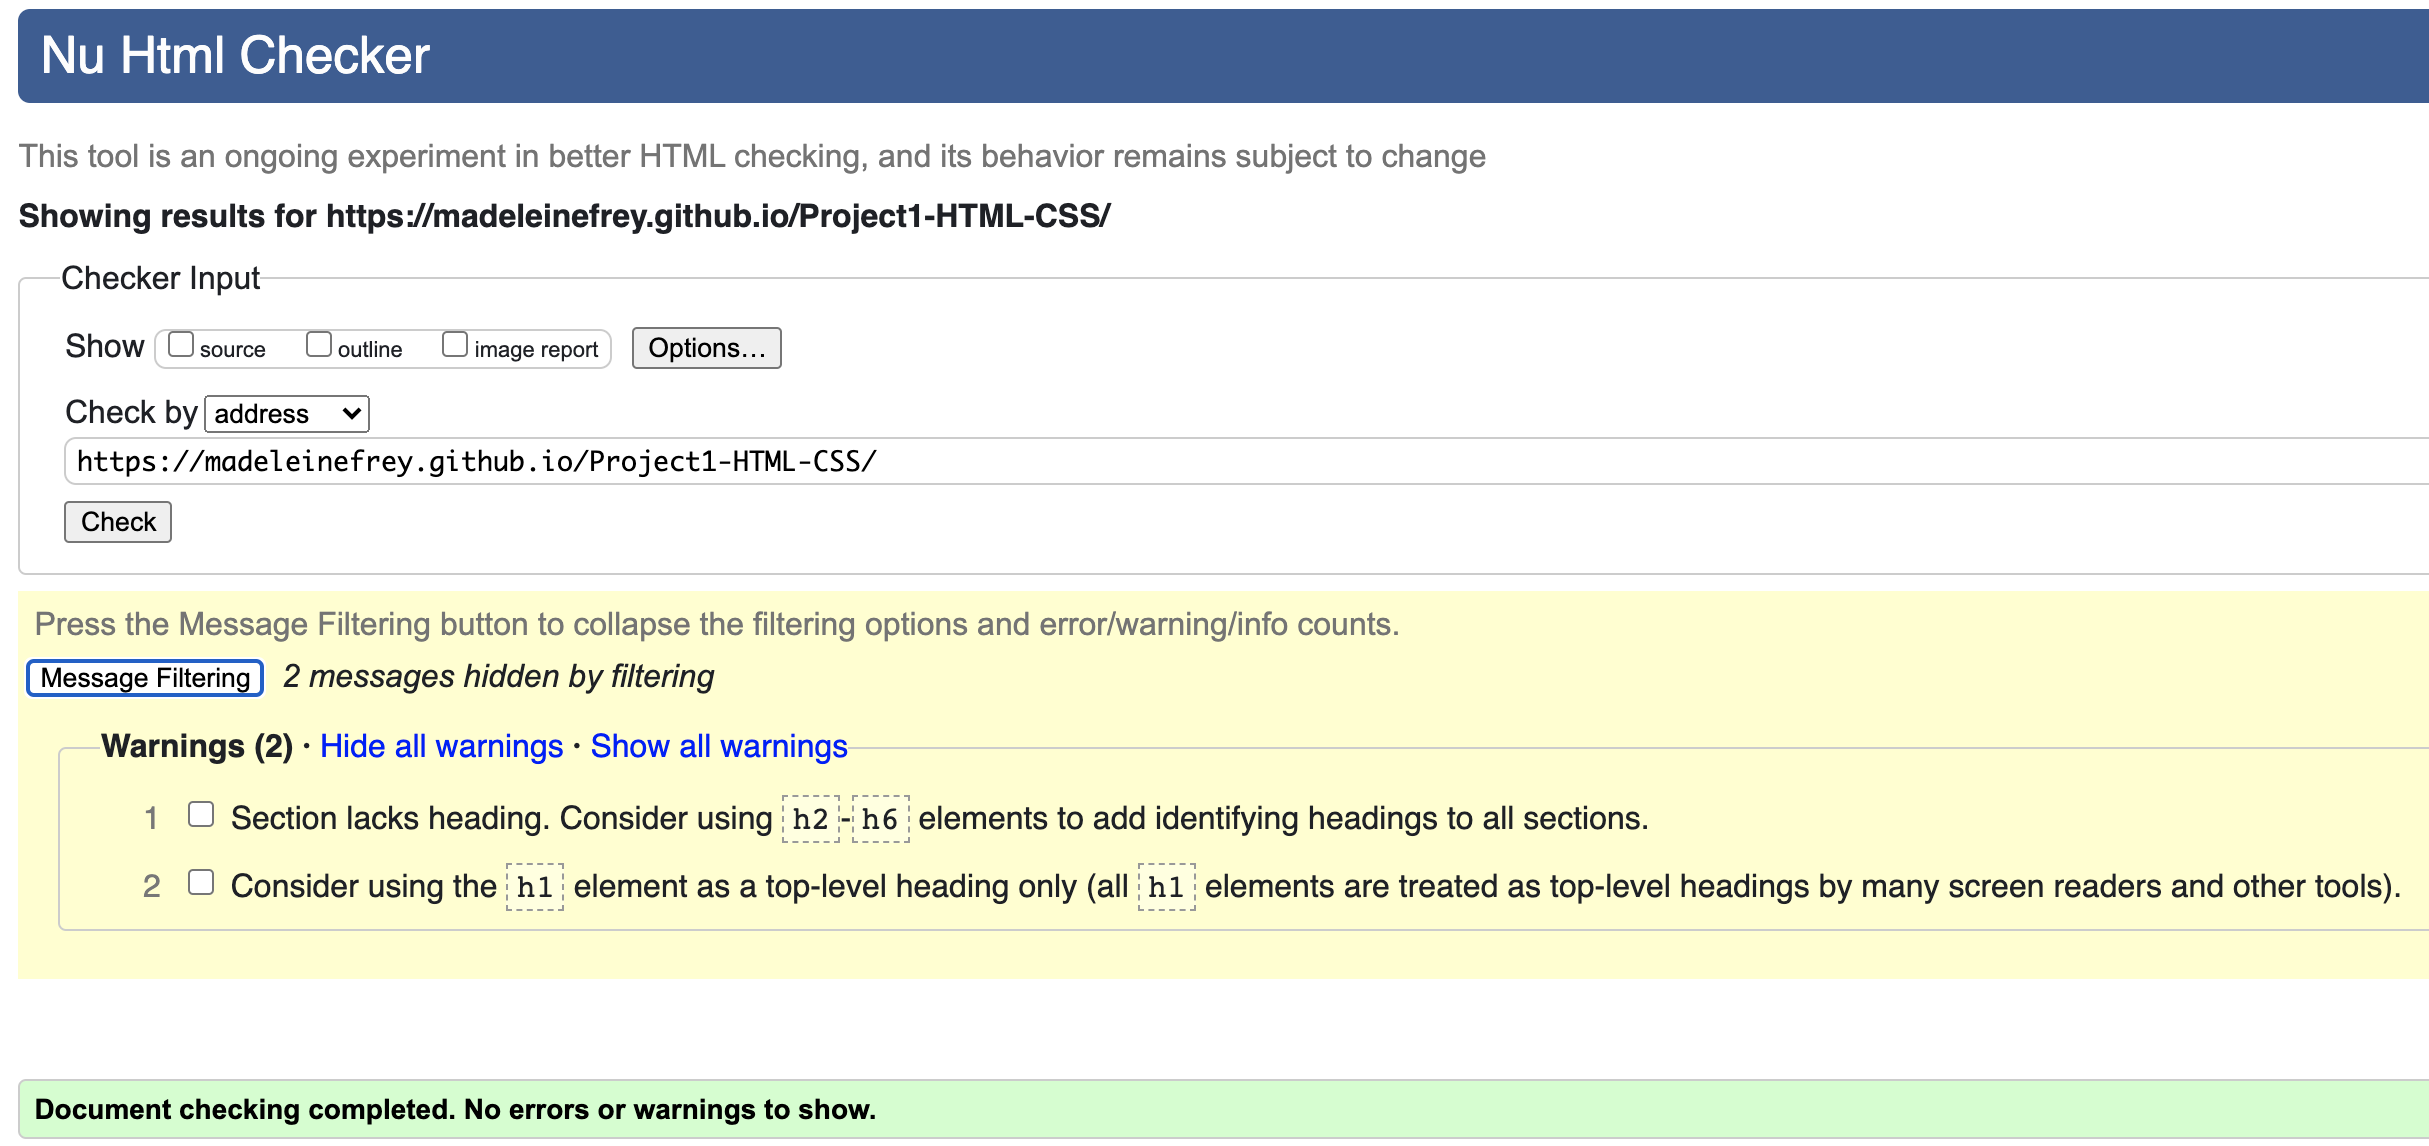 Nu Html Checker
This tool is an ongoing experiment in better HTML checking, and its behavior remains subject to change
Showing results for https://madeleinefrey.github.io/Project1-HTML-CSS/
Checker Input
Show source outline image report Options...
Check by address
https://madeleinefrey.github.io/Project1-HTML-CSS/
Check
Press the Message Filtering button to collapse the filtering options and error/warning/info counts.
Message Filtering 2 messages hidden by filtering
Warnings (2) · Hide all warnings · Show all warnings
1 Section lacks heading. Consider using h2-h6 elements to add identifying headings to all sections.
2 Consider using the h1 element as a top-level heading only (all h1 elements are treated as top-level headings by many screen readers and other tools).
Document checking completed. No errors or warnings to show.